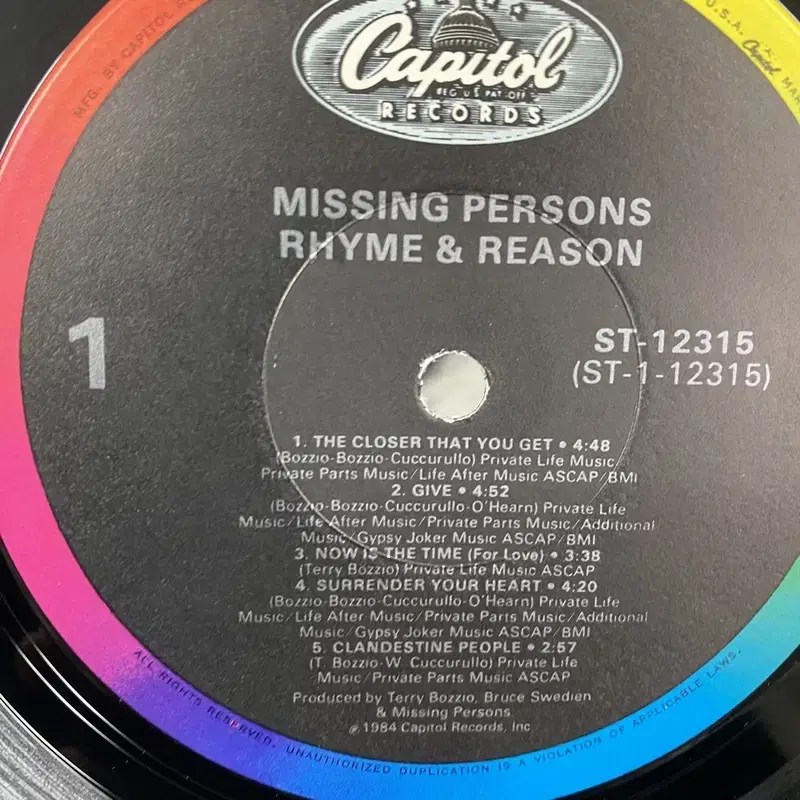 MFG. BY CAPITOL
U.S.A. Capitol
Capitol
REG. U.S. PAT. OFF.
RECORDS
MISSING PERSONS
RHYME & REASON
1
ST-12315
(ST-1-12315)
1. THE CLOSER THAT YOU GET • 4:48
(Bozzio-Bozzio-Cuccurullo) Private Life Music/
Private Parts Music/Life After Music ASCAP/BMI
2. GIVE • 4:52
(Bozzio-Bozzio-Cuccurullo-O'Hearn) Private Life
Music/Life After Music/Private Parts Music/Additional
Music/Gypsy Joker Music ASCAP/BMI
3. NOW IS THE TIME (For Love) • 3:38
(Terry Bozzio) Private Life Music ASCAP
4. SURRENDER YOUR HEART • 4:20
(Bozzio-Bozzio-Cuccurullo-O'Hearn) Private Life
Music/Life After Music/Private Parts Music/Additional
Music/Gypsy Joker Music ASCAP/BMI
5. CLANDESTINE PEOPLE • 2:57
(T. Bozzio-W. Cuccurullo) Private Life
Music/Private Parts Music ASCAP
Produced by Terry Bozzio, Bruce Swedien
& Missing Persons
℗ 1984 Capitol Records, Inc.
ALL RIGHTS RESERVED. UNAUTHORIZED DUPLICATION IS A VIOLATION OF APPLICABLE LAWS.